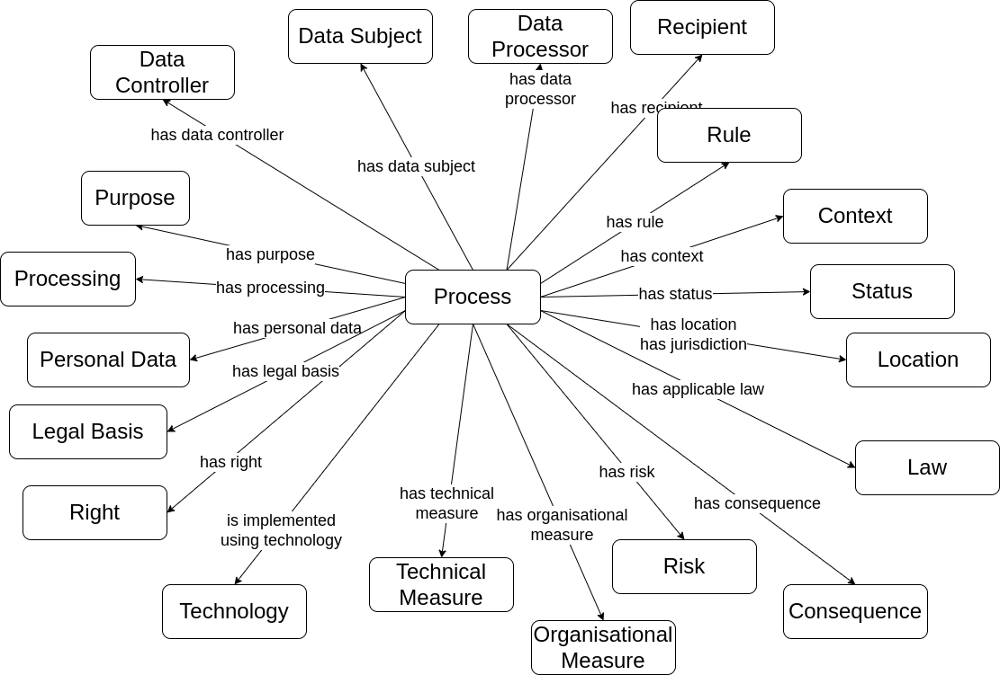 Recipient
Data Subject
Data
Processor
Data
Controller
has data
processor
has recipient
has data controller
Rule
has data subject
Purpose
Context
has rule
has purpose
has context
Processing
has processing
Process
has status
Status
has personal data
has location
has jurisdiction
Personal Data
Location
has legal basis
has applicable law
Legal Basis
has right
has risk
Law
has technical
measure
has consequence
Right
is implemented
using technology
has organisational
measure
Technical
Measure
Risk
Technology
Consequence
Organisational
Measure